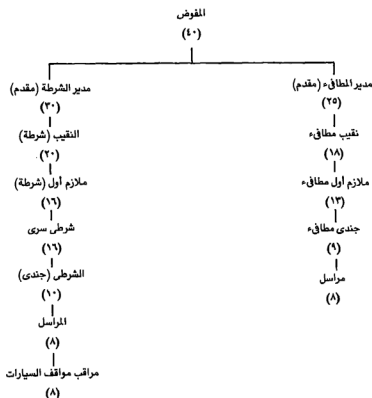 المفوض
(٤٠)
مدير المطافىء (مقدم)
(٢٥)
نقيب مطافىء
(١٨)
ملازم أول مطافىء
(١٣)
جندى مطافىء
(٩)
مراسل
(٨)
مدير الشرطة (مقدم)
(٣٠)
النقيب (شرطة)
(٢٠)
ملازم أول (شرطة)
(١٦)
شرطى سرى
(١٦)
الشرطى (جندى)
(١٠)
المراسل
(٨)
مراقب مواقف السيارات
(٨)